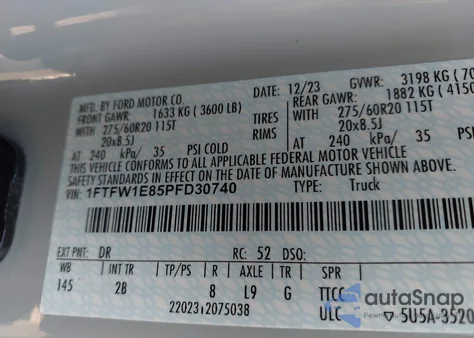 MFD. BY FORD MOTOR CO.
DATE: 12/23
GVWR: 3198 KG (70
FRONT GAWR: 1633 KG (3600 LB)
REAR GAWR: 1882 KG (4150
WITH 275/60R20 115T TIRES WITH 275/60R20 115T
20x8.5J RIMS 20x8.5J
AT 240 kPa/ 35 PSI COLD AT 240 kPa/ 35 PSI
THIS VEHICLE CONFORMS TO ALL APPLICABLE FEDERAL MOTOR VEHICLE
SAFETY STANDARDS IN EFFECT ON THE DATE OF MANUFACTURE SHOWN ABOVE.
VIN: 1FTFW1E85PFD30740
TYPE: Truck
EXT PNT: DR RC: 52 DSO:
WB INT TR TP/PS R AXLE TR SPR
145 2B 8 L9 G TTCC
22023 12075038 ULC
▽ 5U5A-3520
autoSnap